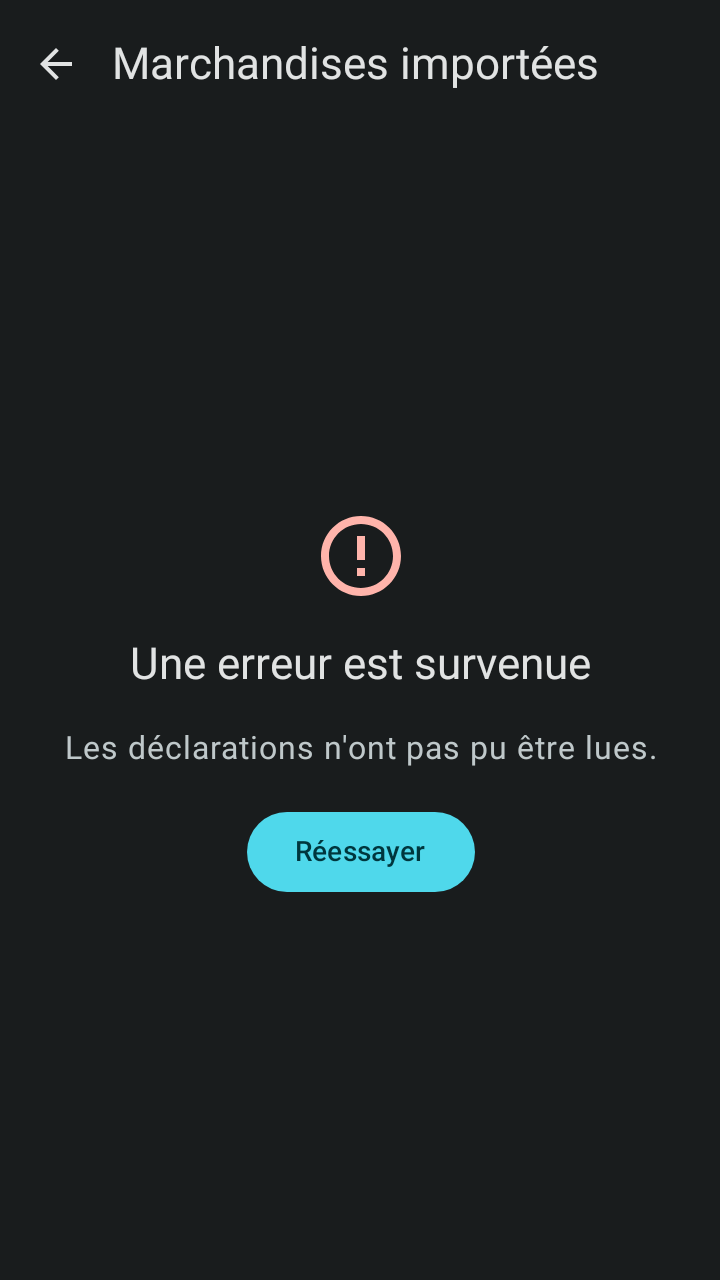 Marchandises importées
Une erreur est survenue
Les déclarations n'ont pas pu être lues.
Réessayer